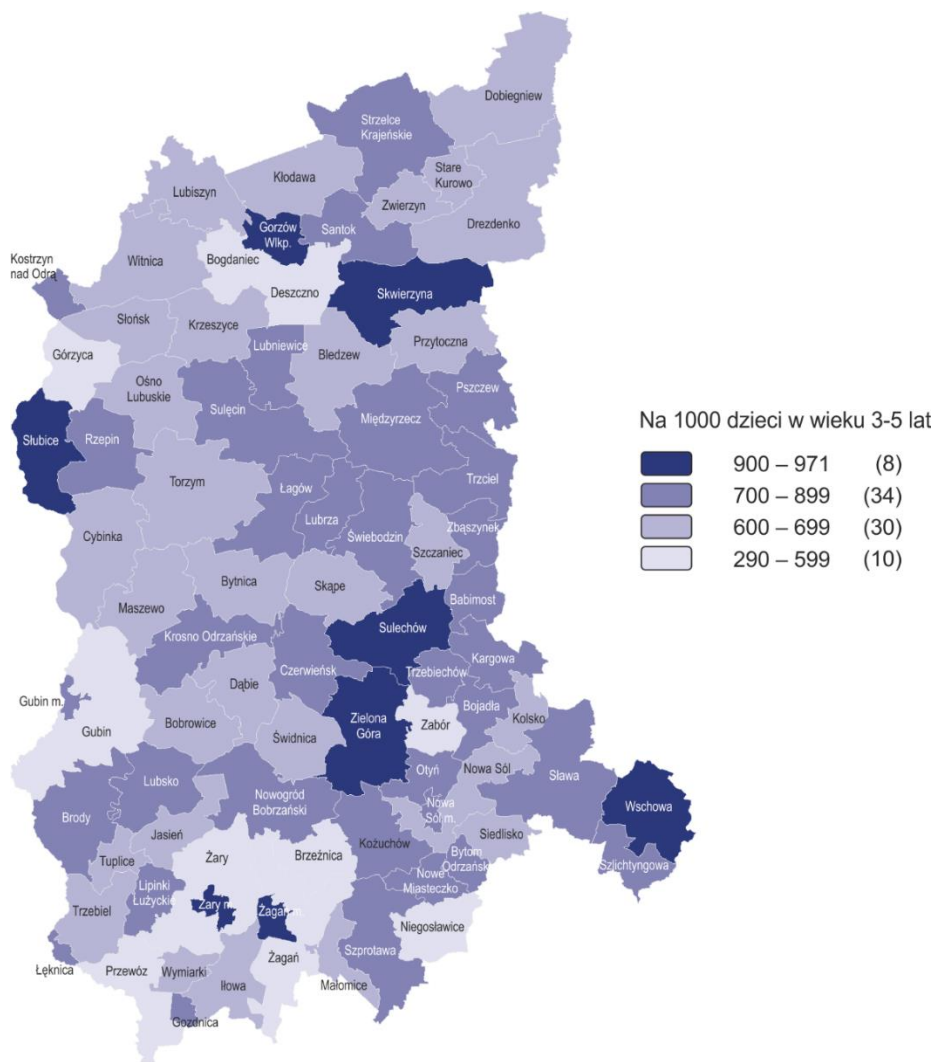 Dobiegniew
Strzelce
Krajeńskie
Stare
Kurowo
Kłodawa
Lubiszyn
Zwierzyn
Drezdenko
Gorzów
Wlkp.
Santok
Kostrzyn
nad Odrą
Witnica
Bogdaniec
Deszczno
Skwierzyna
Słońsk
Krzeszyce
Lubniewice
Bledzew
Przytoczna
Górzyca
Ośno
Lubuskie
Sulęcin
Międzyrzecz
Pszczew
Na 1000 dzieci w wieku 3-5 lat
900 – 971 (8)
700 – 899 (34)
600 – 699 (30)
290 – 599 (10)
Słubice
Rzepin
Torzym
Łagów
Lubrza
Świebodzin
Trzciel
Zbąszynek
Szczaniec
Cybinka
Maszewo
Bytnica
Skąpe
Babimost
Sulechów
Krosno Odrzańskie
Czerwieńsk
Trzebiechów
Kargowa
Gubin m.
Gubin
Dąbie
Bobrowice
Świdnica
Zielona
Góra
Zabór
Bojadła
Kolsko
Lubsko
Brody
Nowogród
Bobrzański
Otyń
Nowa Sól
Sława
Wschowa
Nowa
Sól m.
Siedlisko
Jasień
Tuplice
Żary
Brzeźnica
Kożuchów
Bytom
Odrzański
Nowe
Miasteczko
Szlichtyngowa
Trzebiel
Lipinki
Łużyckie
Żary m.
Żagań m.
Niegosławice
Łęknica
Przewóz
Wymiarki
Iłowa
Żagań
Szprotawa
Małomice
Gozdnica